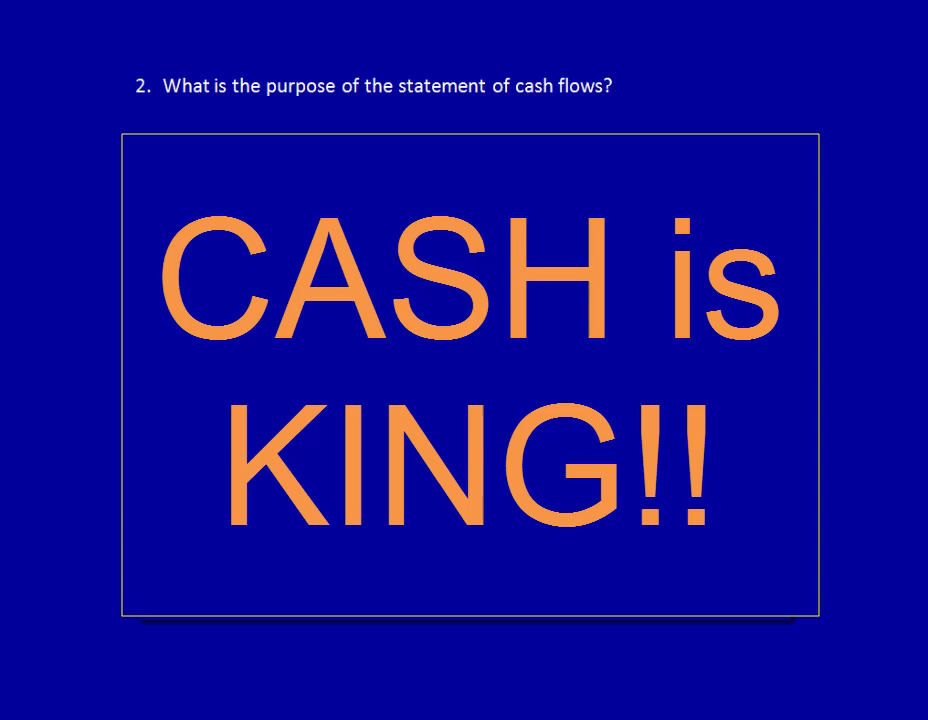 2. What is the purpose of the statement of cash flows?
CASH is
KING!!